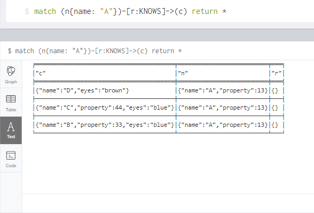 $ match (n{name: "A"})-[r:KNOWS]->(c) return *
$ match (n{name: "A"})-[r:KNOWS]->(c) return *
Graph
Table
Text
Code
"c" "n" "r"
{"name":"D","eyes":"brown"} {"name":"A","property":13} {}
{"name":"C","property":44,"eyes":"blue"} {"name":"A","property":13} {}
{"name":"B","property":33,"eyes":"blue"} {"name":"A","property":13} {}